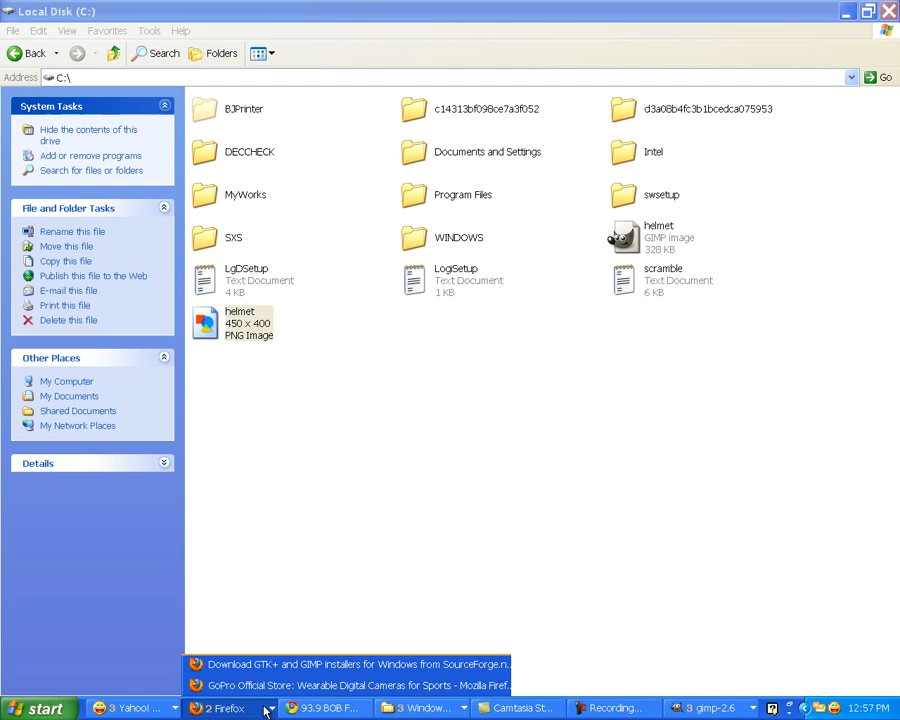 Local Disk (C:)
File Edit View Favorites Tools Help
Back Search Folders
Address C:\ Go
System Tasks
Hide the contents of this
drive
Add or remove programs
Search for files or folders
File and Folder Tasks
Rename this file
Move this file
Copy this file
Publish this file to the Web
E-mail this file
Print this file
Delete this file
Other Places
My Computer
My Documents
Shared Documents
My Network Places
Details
BJPrinter c14313bf098ce7a3f052 d3a08b4fc3b1bcedca075953
DECCHECK Documents and Settings Intel
MyWorks Program Files swsetup
SXS WINDOWS
helmet
GIMP image
328 KB
LgDSetup
Text Document
4 KB
LogiSetup
Text Document
1 KB
scramble
Text Document
6 KB
helmet
450 x 400
PNG Image
Download GTK+ and GIMP installers for Windows from SourceForge.n...
GoPro Official Store: Wearable Digital Cameras for Sports - Mozilla Firef...
start 3 Yahoo! ... 2 Firefox 93.9 BOB F... 3 Window... Camtasia St... Recording... 3 gimp-2.6 12:57 PM